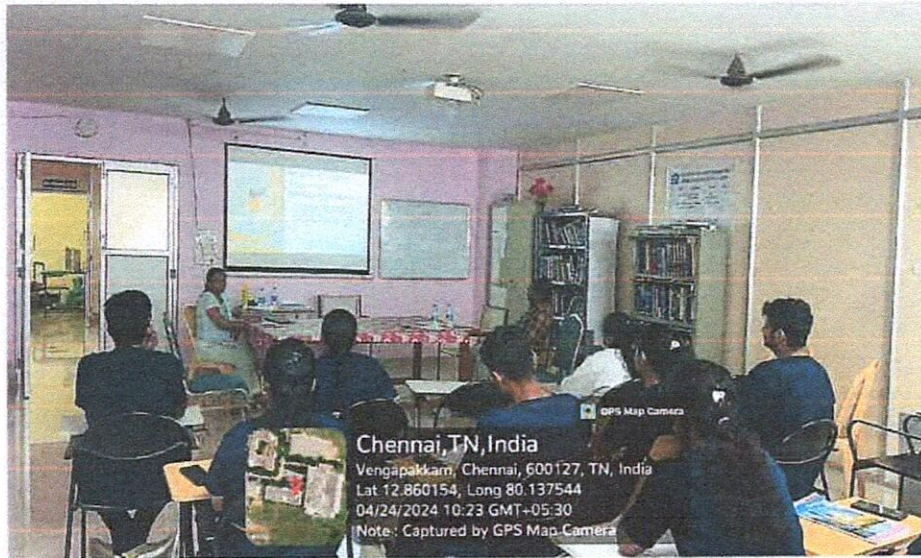 GPS Map Camera
Chennai,TN,India
Vengapakkam, Chennai, 600127, TN, India
Lat 12.860154, Long 80.137544
04/24/2024 10:23 GMT+05:30
Note : Captured by GPS Map Camera